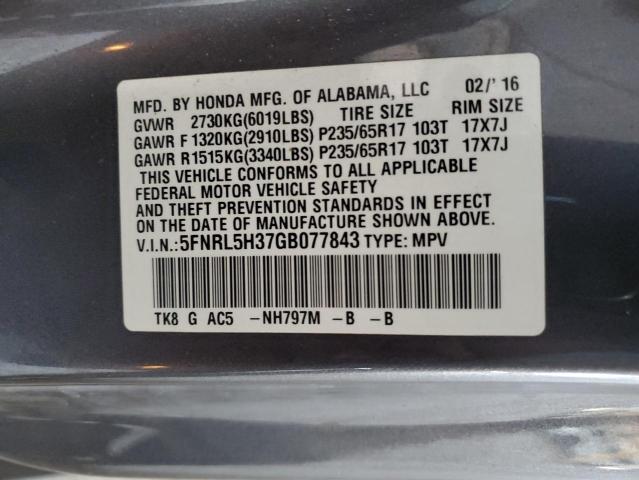 MFD. BY HONDA MFG. OF ALABAMA, LLC 02/' 16
GVWR 2730KG(6019LBS) TIRE SIZE RIM SIZE
GAWR F 1320KG(2910LBS) P235/65R17 103T 17X7J
GAWR R1515KG(3340LBS) P235/65R17 103T 17X7J
THIS VEHICLE CONFORMS TO ALL APPLICABLE
FEDERAL MOTOR VEHICLE SAFETY
AND THEFT PREVENTION STANDARDS IN EFFECT
ON THE DATE OF MANUFACTURE SHOWN ABOVE.
V.I.N.:5FNRL5H37GB077843 TYPE: MPV
TK8 G AC5 -NH797M -B -B